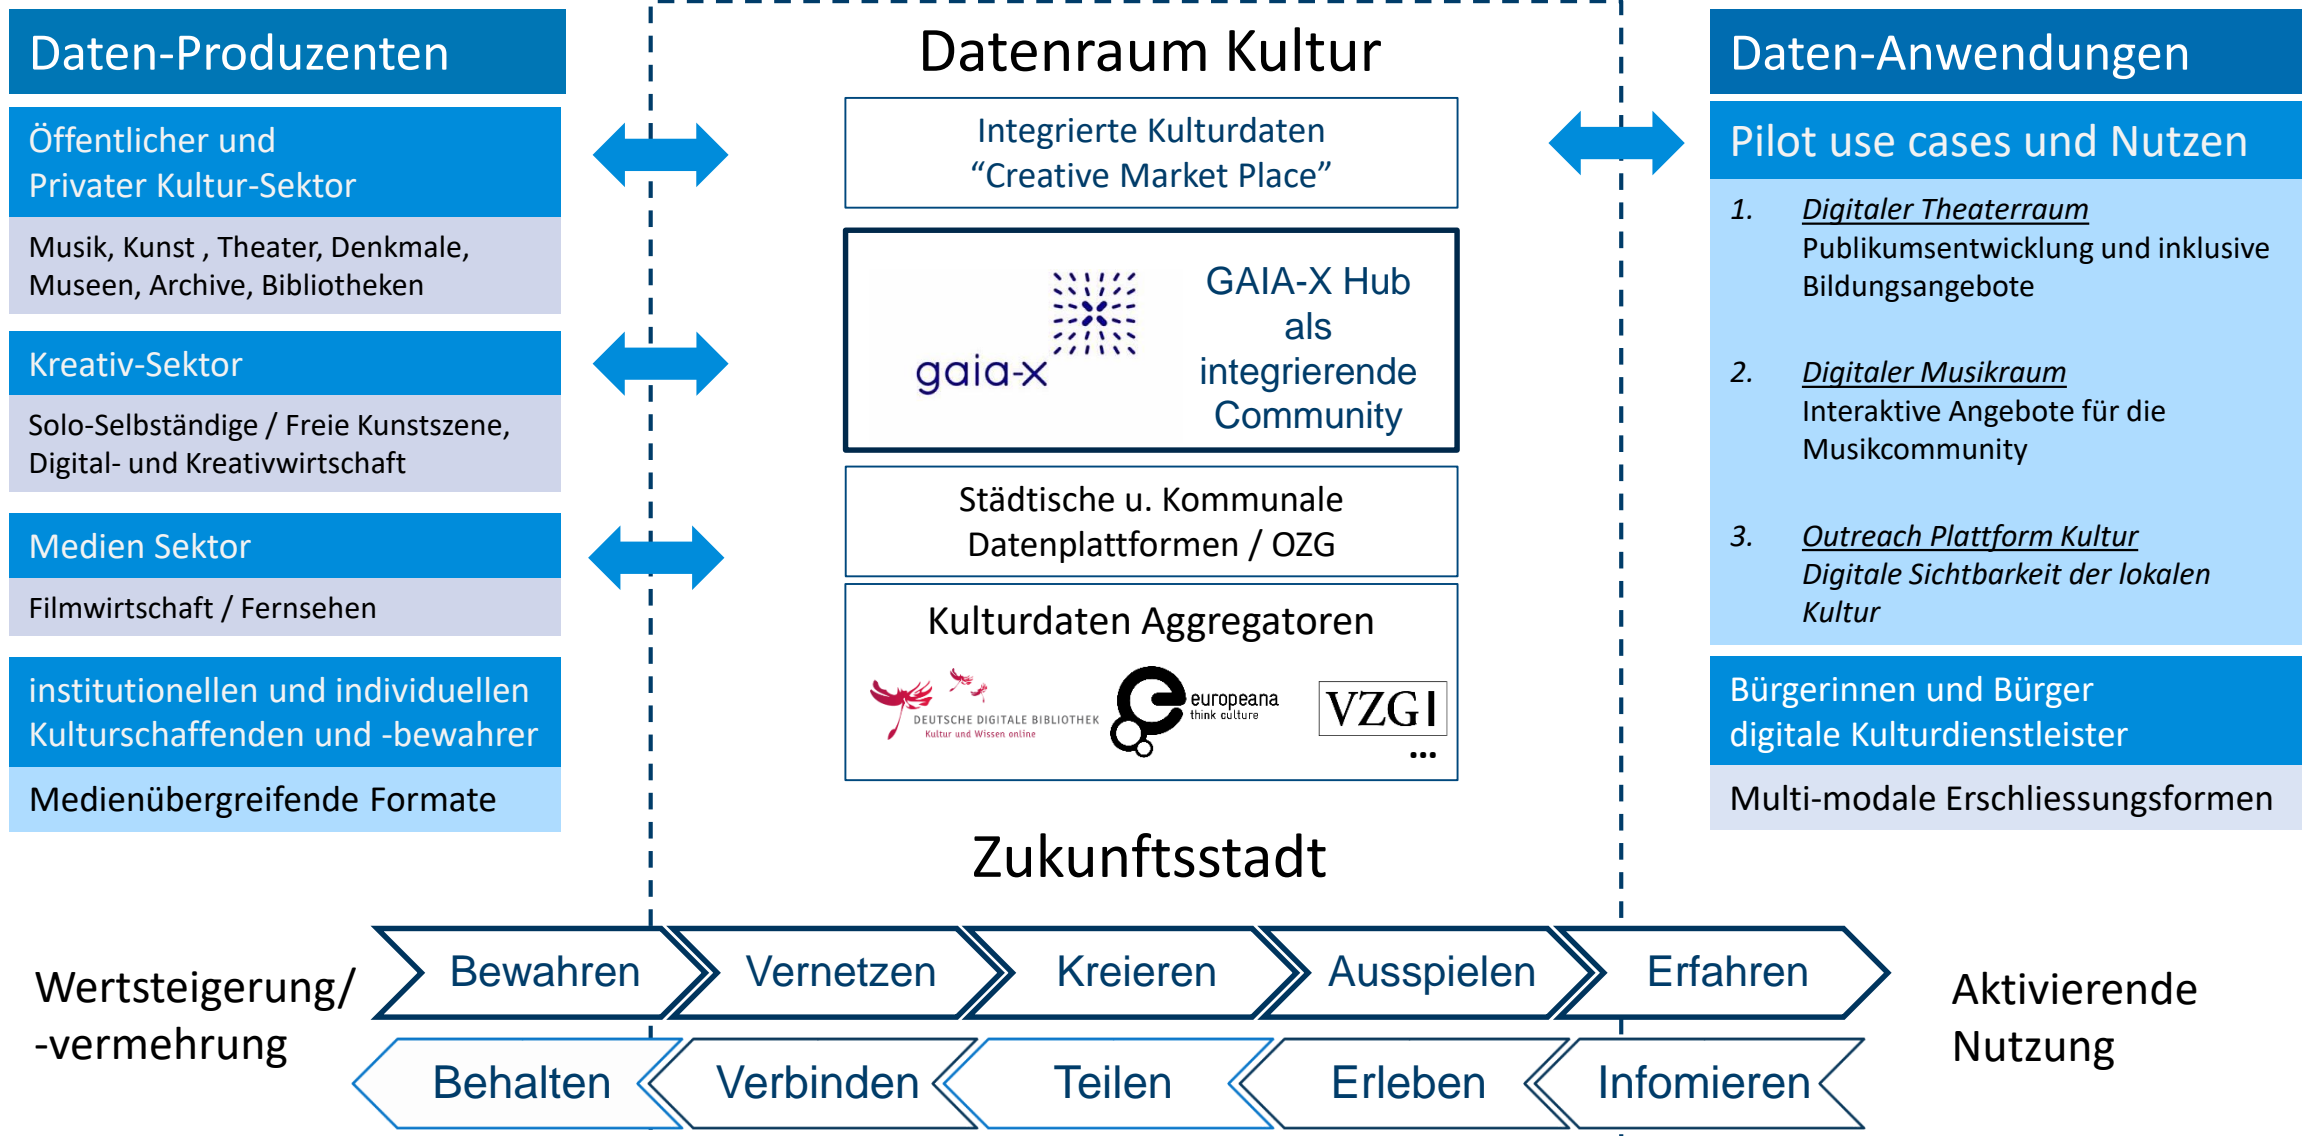 Daten-Produzenten
Öffentlicher und
Privater Kultur-Sektor
Musik, Kunst , Theater, Denkmale,
Museen, Archive, Bibliotheken
Kreativ-Sektor
Solo-Selbständige / Freie Kunstszene,
Digital- und Kreativwirtschaft
Medien Sektor
Filmwirtschaft / Fernsehen
institutionellen und individuellen
Kulturschaffenden und -bewahrer
Medienübergreifende Formate
Datenraum Kultur
Integrierte Kulturdaten
“Creative Market Place”
gaia-x
GAIA-X Hub
als
integrierende
Community
Städtische u. Kommunale
Datenplattformen / OZG
Kulturdaten Aggregatoren
DEUTSCHE DIGITALE BIBLIOTHEK
Kultur und Wissen online
europeana
think culture
VZG
...
Zukunftsstadt
Daten-Anwendungen
Pilot use cases und Nutzen
1. Digitaler Theaterraum
Publikumsentwicklung und inklusive
Bildungsangebote
2. Digitaler Musikraum
Interaktive Angebote für die
Musikcommunity
3. Outreach Plattform Kultur
Digitale Sichtbarkeit der lokalen
Kultur
Bürgerinnen und Bürger
digitale Kulturdienstleister
Multi-modale Erschliessungsformen
Wertsteigerung/
-vermehrung
Bewahren
Vernetzen
Kreieren
Ausspielen
Erfahren
Behalten
Verbinden
Teilen
Erleben
Infomieren
Aktivierende
Nutzung